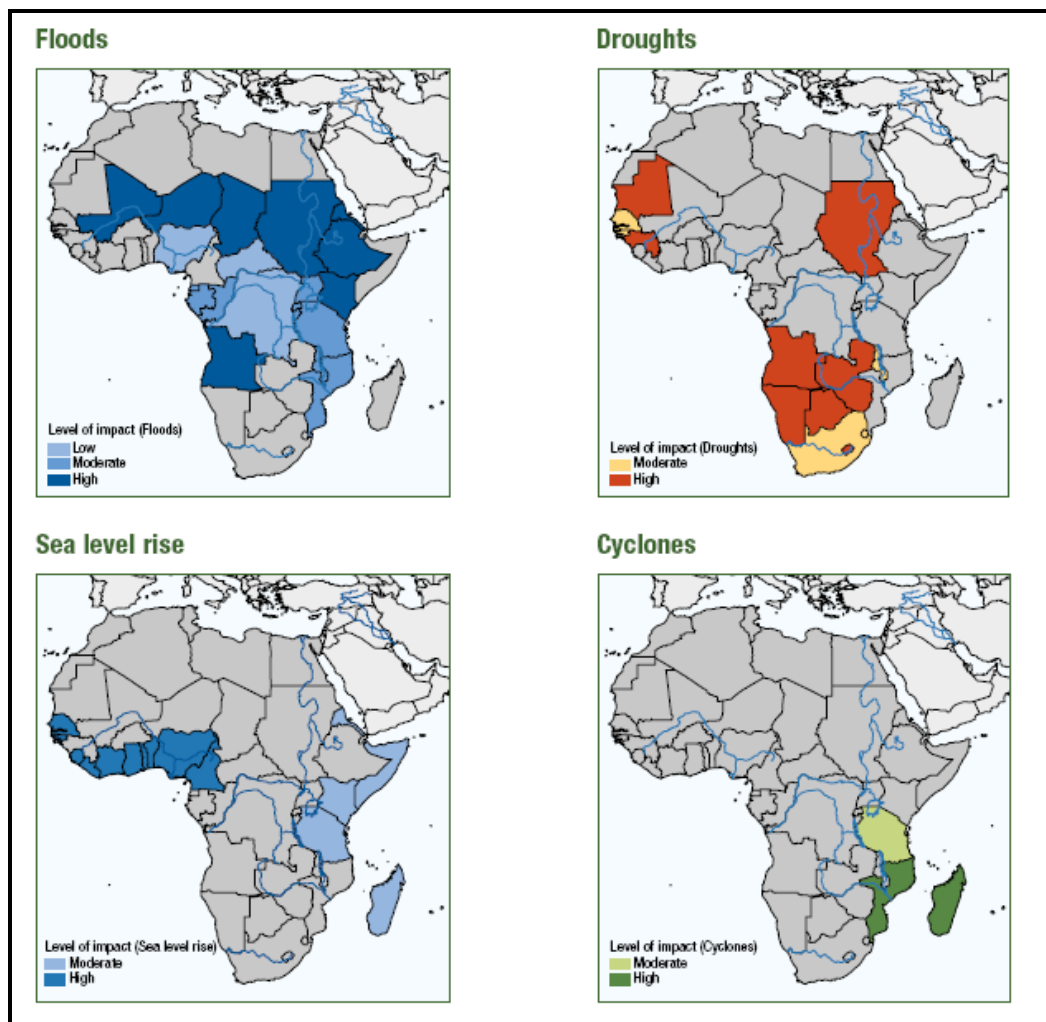 Floods
Droughts
Level of impact (Floods)
Low
Moderate
High
Level of impact (Droughts)
Moderate
High
Sea level rise
Cyclones
Level of impact (Sea level rise)
Moderate
High
Level of impact (Cyclones)
Moderate
High